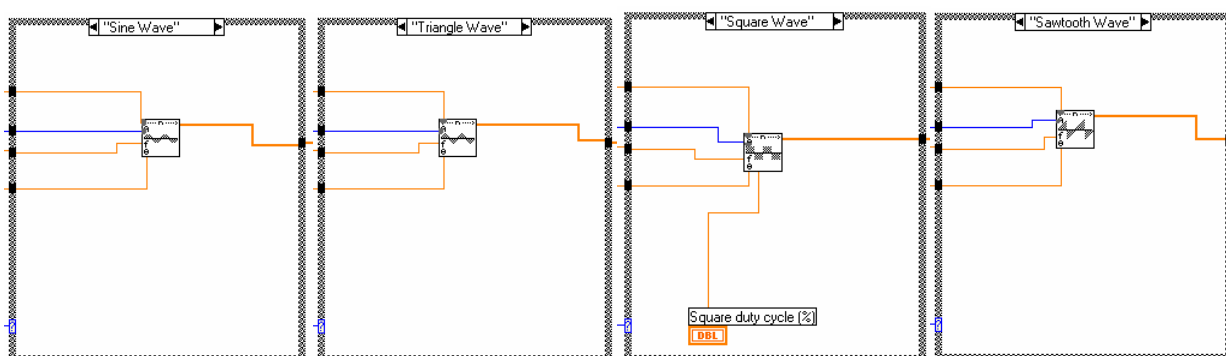 "Sine Wave"
"Triangle Wave"
"Square Wave"
"Sawtooth Wave"
n
a
f
θ
n
a
f
θ
n
f
θ
n
a
f
θ
Square duty cycle (%)
DBL
?
?
?
?